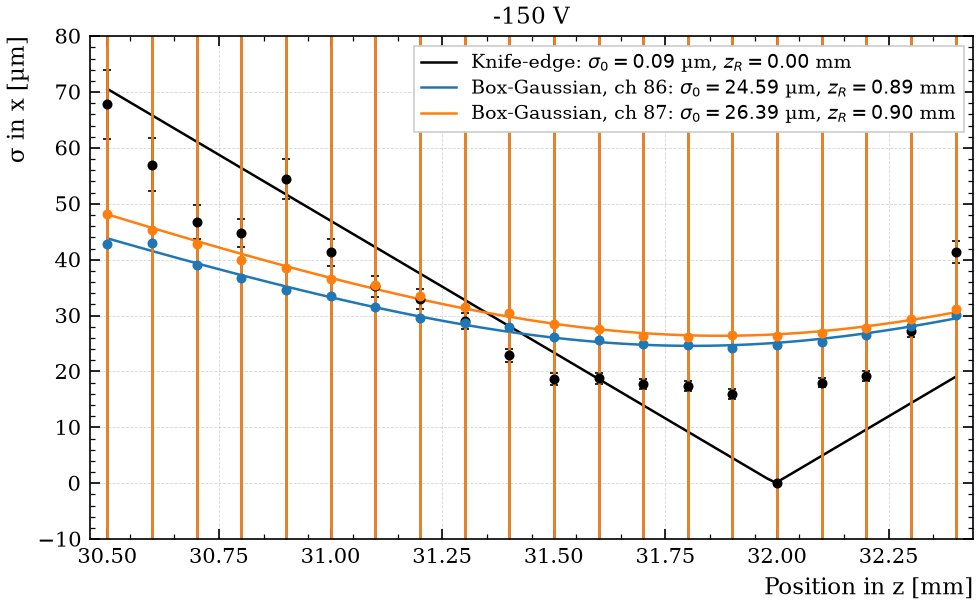 -150 V
σ in x [µm]
80
70
60
50
40
30
20
10
0
−10
Knife-edge: σ₀ = 0.09 µm, z_R = 0.00 mm
Box-Gaussian, ch 86: σ₀ = 24.59 µm, z_R = 0.89 mm
Box-Gaussian, ch 87: σ₀ = 26.39 µm, z_R = 0.90 mm
30.50 30.75 31.00 31.25 31.50 31.75 32.00 32.25
Position in z [mm]